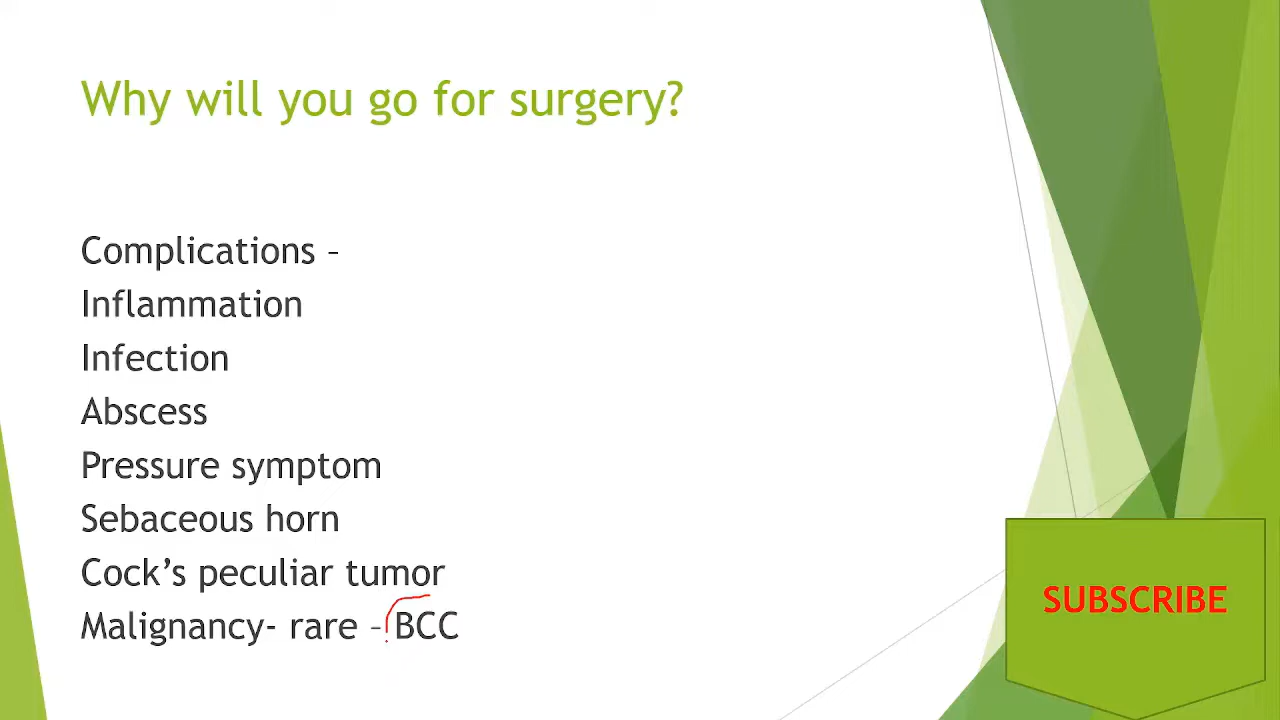 Why will you go for surgery?
Complications –
Inflammation
Infection
Abscess
Pressure symptom
Sebaceous horn
Cock’s peculiar tumor
Malignancy- rare – BCC
SUBSCRIBE